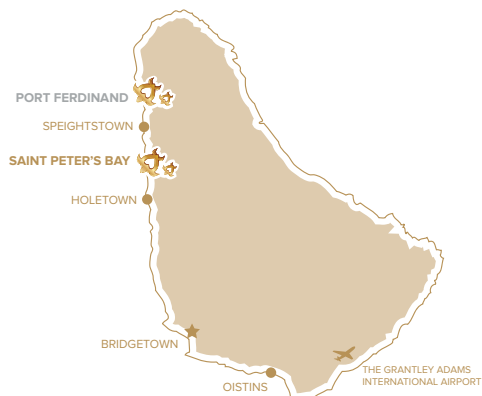 PORT FERDINAND
SPEIGHTSTOWN
SAINT PETER'S BAY
HOLETOWN
BRIDGETOWN
THE GRANTLEY ADAMS
INTERNATIONAL AIRPORT
OISTINS